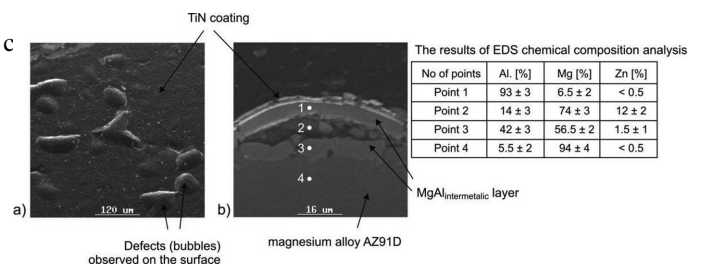 TiN coating
c
The results of EDS chemical composition analysis
No of points Al. [%] Mg [%] Zn [%]
Point 1 93 ± 3 6.5 ± 2 < 0.5
Point 2 14 ± 3 74 ± 3 12 ± 2
Point 3 42 ± 3 56.5 ± 2 1.5 ± 1
Point 4 5.5 ± 2 94 ± 4 < 0.5
1
2
3
4
MgAlintermetalic layer
a) 120 um b) 16 um
magnesium alloy AZ91D
Defects (bubbles)
observed on the surface